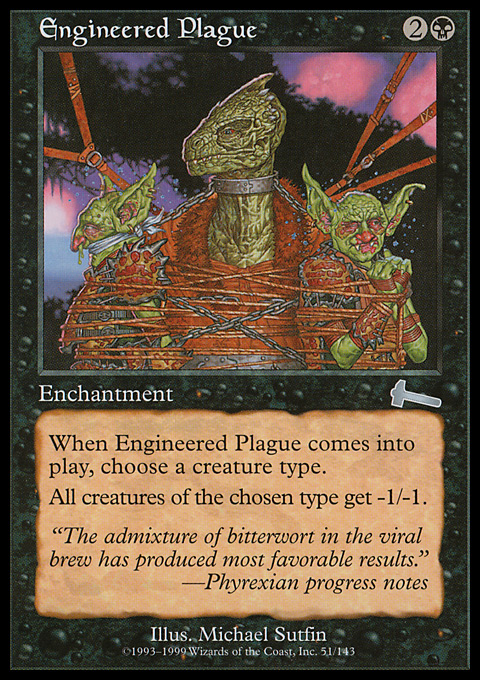 Engineered Plague 2
Enchantment
When Engineered Plague comes into
play, choose a creature type.
All creatures of the chosen type get -1/-1.
“The admixture of bitterwort in the viral
brew has produced most favorable results.”
—Phyrexian progress notes
Illus. Michael Sutfin
©1993–1999 Wizards of the Coast, Inc. 51/143